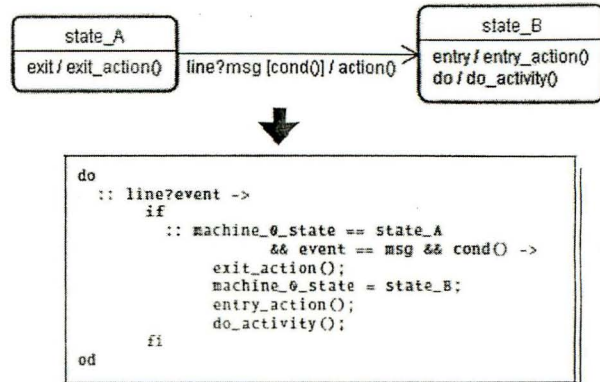 state_A
exit / exit_action()
line?msg [cond()] / action()
state_B
entry / entry_action()
do / do_activity()
do
:: line?event ->
if
:: machine_0_state == state_A
&& event == msg && cond() ->
exit_action();
machine_0_state = state_B;
entry_action();
do_activity();
fi
od